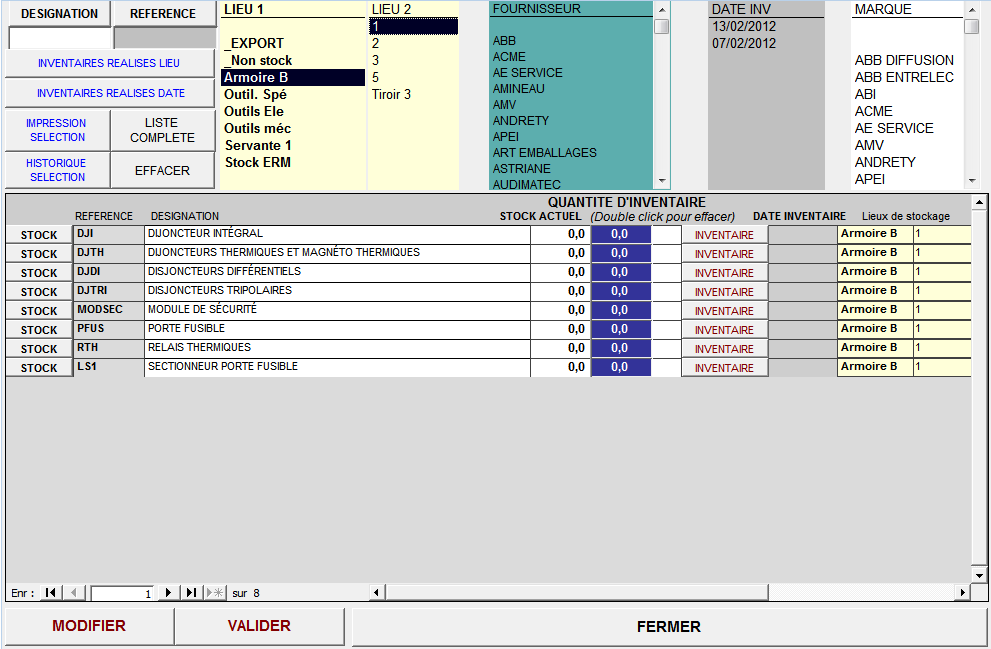 DESIGNATION
REFERENCE
INVENTAIRES REALISES LIEU
INVENTAIRES REALISES DATE
IMPRESSION SELECTION
LISTE COMPLETE
HISTORIQUE SELECTION
EFFACER
LIEU 1
_EXPORT
_Non stock
Armoire B
Outil. Spé
Outils Ele
Outils méc
Servante 1
Stock ERM
LIEU 2
1
2
3
5
Tiroir 3
FOURNISSEUR
ABB
ACME
AE SERVICE
AMINEAU
AMV
ANDRETY
APEI
ART EMBALLAGES
ASTRIANE
AUDIMATEC
DATE INV
13/02/2012
07/02/2012
MARQUE
ABB DIFFUSION
ABB ENTRELEC
ABI
ACME
AE SERVICE
AMV
ANDRETY
APEI
QUANTITE D'INVENTAIRE
REFERENCE DESIGNATION STOCK ACTUEL (Double click pour effacer) DATE INVENTAIRE Lieux de stockage
STOCK DJI DIJONCTEUR INTÉGRAL 0,0 0,0 INVENTAIRE Armoire B 1
STOCK DJTH DIJONCTEURS THERMIQUES ET MAGNÉTO THERMIQUES 0,0 0,0 INVENTAIRE Armoire B 1
STOCK DJDI DISJONCTEURS DIFFÉRENTIELS 0,0 0,0 INVENTAIRE Armoire B 1
STOCK DJTRI DISJONCTEURS TRIPOLAIRES 0,0 0,0 INVENTAIRE Armoire B 1
STOCK MODSEC MODULE DE SÉCURITÉ 0,0 0,0 INVENTAIRE Armoire B 1
STOCK PFUS PORTE FUSIBLE 0,0 0,0 INVENTAIRE Armoire B 1
STOCK RTH RELAIS THERMIQUES 0,0 0,0 INVENTAIRE Armoire B 1
STOCK LS1 SECTIONNEUR PORTE FUSIBLE 0,0 0,0 INVENTAIRE Armoire B 1
Enr : 1 sur 8
MODIFIER
VALIDER
FERMER